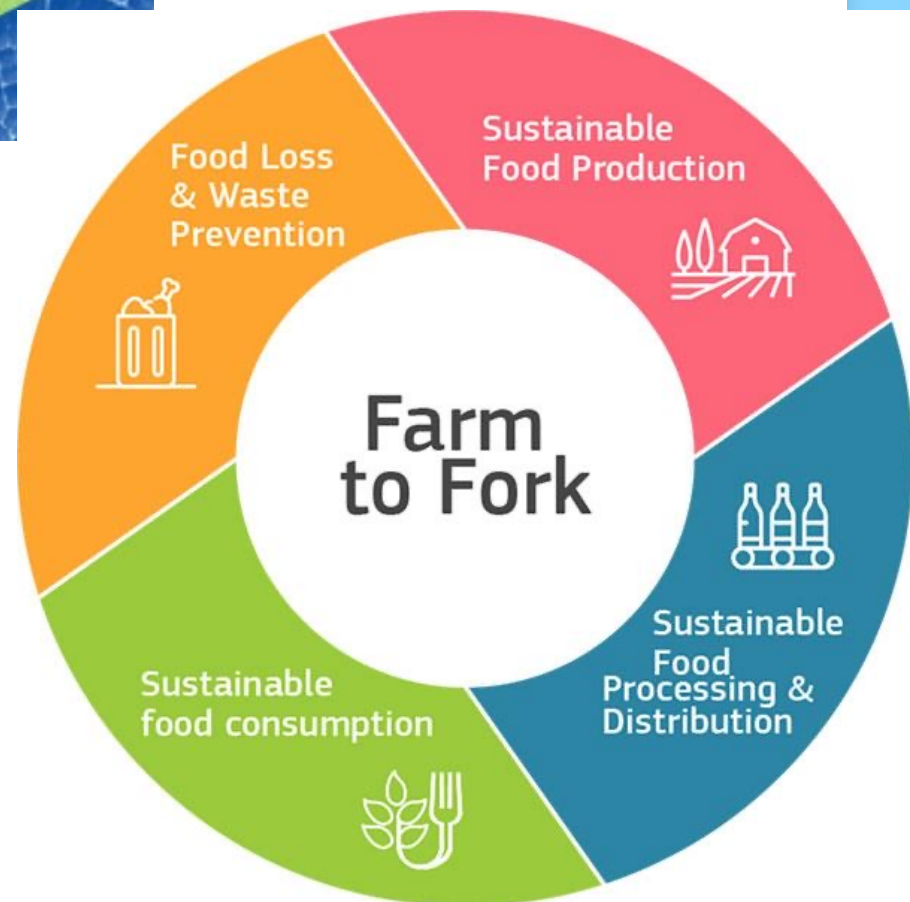 Food Loss
& Waste
Prevention
Sustainable
Food Production
Farm
to Fork
Sustainable
Food
Processing &
Distribution
Sustainable
food consumption